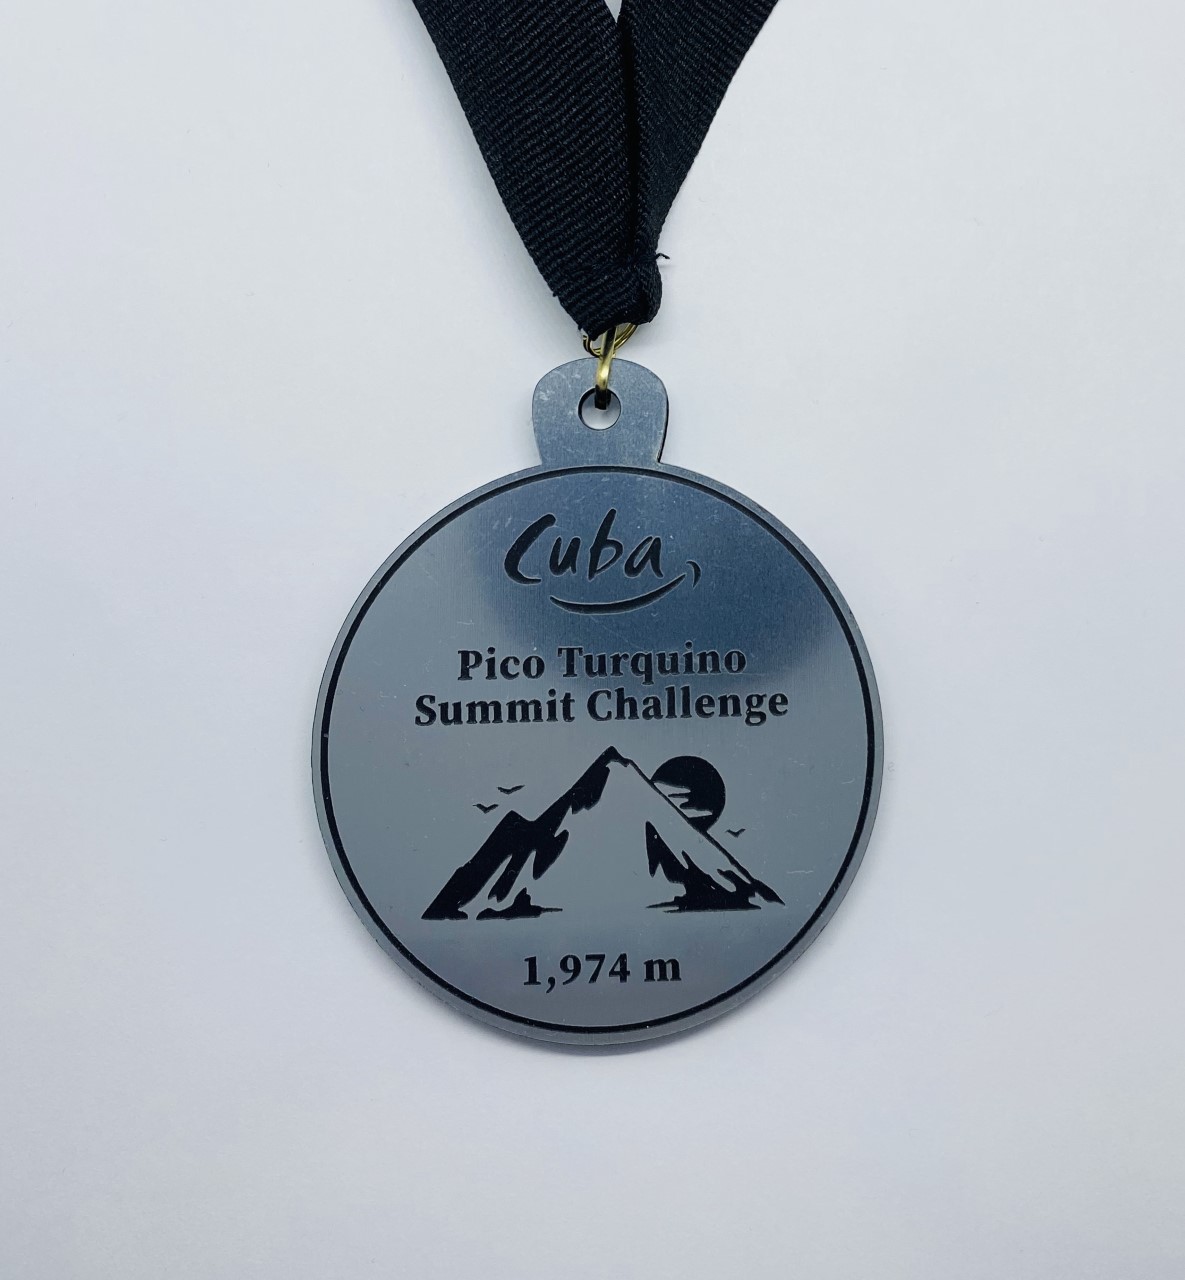 Cuba
Pico Turquino
Summit Challenge
1,974 m